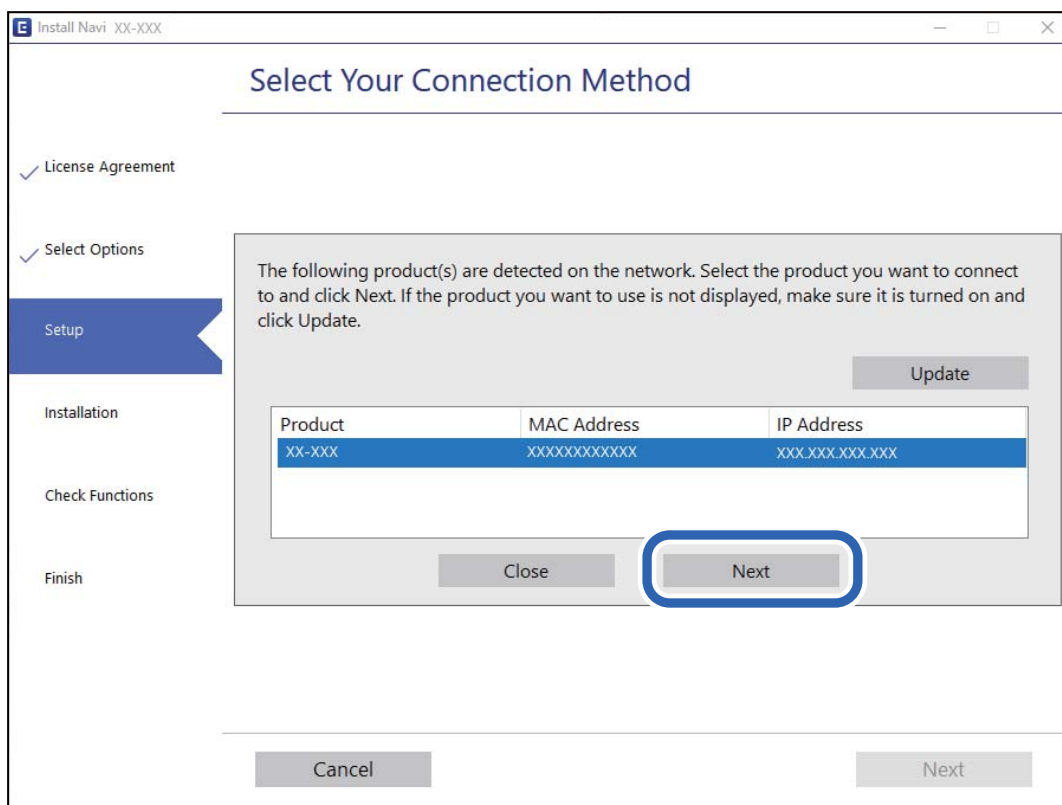 E Install Navi XX-XXX
Select Your Connection Method
License Agreement
Select Options
Setup
Installation
Check Functions
Finish
The following product(s) are detected on the network. Select the product you want to connect
to and click Next. If the product you want to use is not displayed, make sure it is turned on and
click Update.
Update
Product MAC Address IP Address
XX-XXX XXXXXXXXXXXX XXX.XXX.XXX.XXX
Close Next
Cancel Next